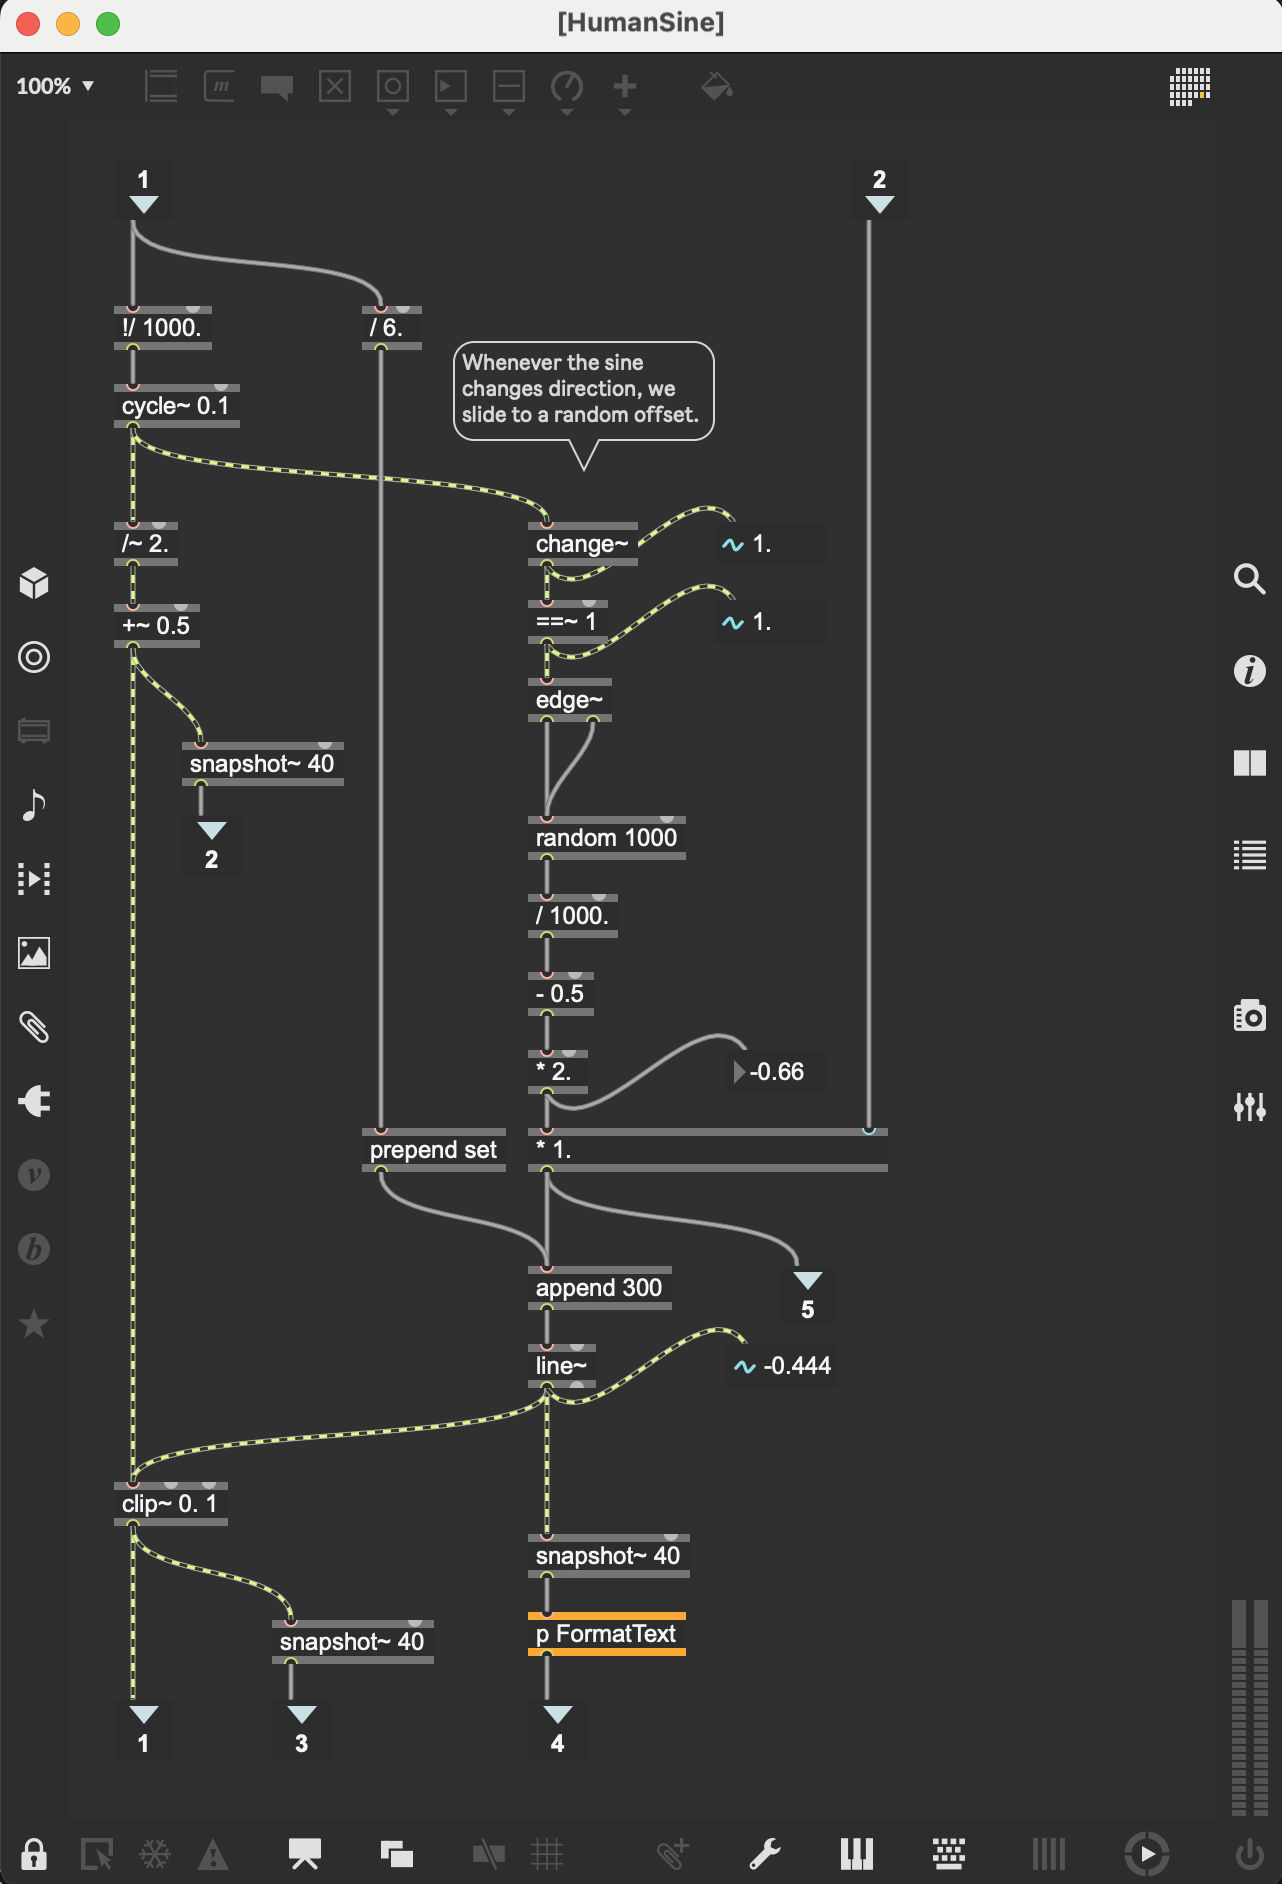 [HumanSine]
100%
1
2
!/ 1000.
/ 6.
Whenever the sine
changes direction, we
slide to a random offset.
cycle~ 0.1
/~ 2.
change~
1.
+~ 0.5
==~ 1
1.
edge~
snapshot~ 40
2
random 1000
/ 1000.
- 0.5
* 2.
-0.66
prepend set
* 1.
append 300
5
line~
-0.444
clip~ 0. 1
snapshot~ 40
p FormatText
snapshot~ 40
1
3
4